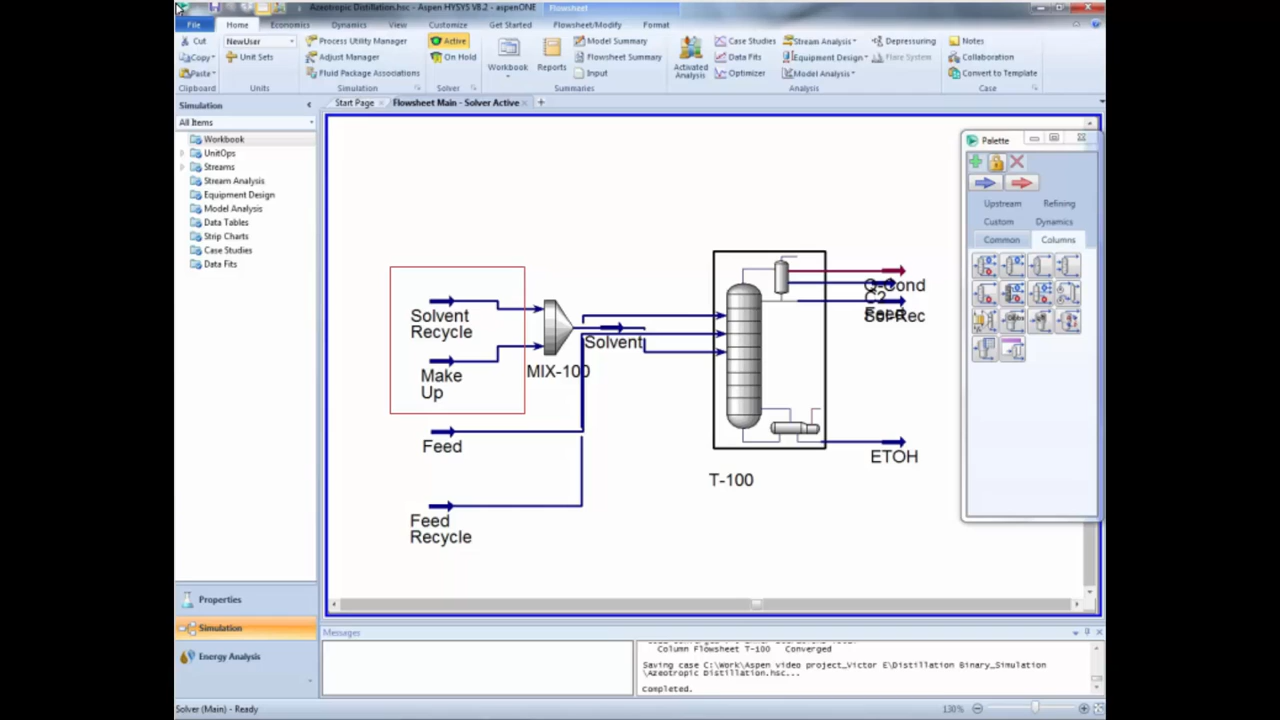 Azeotropic Distillation.hsc - Aspen HYSYS V8.2 - aspenONE
Flowsheet
File Home Economics Dynamics View Customize Get Started Flowsheet/Modify Format
Cut
Copy
Paste
Clipboard
NewUser
Unit Sets
Units
Process Utility Manager
Adjust Manager
Fluid Package Associations
Simulation
Active
On Hold
Solver
Workbook
Reports
Model Summary
Flowsheet Summary
Input
Summaries
Activated
Analysis
Case Studies
Data Fits
Optimizer
Stream Analysis
Equipment Design
Model Analysis
Depressuring
Flare System
Analysis
Notes
Collaboration
Convert to Template
Case
Simulation
All Items
Workbook
UnitOps
Streams
Stream Analysis
Equipment Design
Model Analysis
Data Tables
Strip Charts
Case Studies
Data Fits
Properties
Simulation
Energy Analysis
Start Page
Flowsheet Main - Solver Active
Solvent
Recycle
Make
Up
MIX-100
Solvent
Feed
Feed
Recycle
T-100
Q-Cond
C2
Feed
ETOH
Palette
Upstream Refining
Custom Dynamics
Common Columns
Messages
Column Flowsheet T-100 Converged
Saving case C:\Work\Aspen video project_Victor E\Distillation Binary_Simulation
\Azeotropic Distillation.hsc...
Completed.
Solver (Main) - Ready
130%